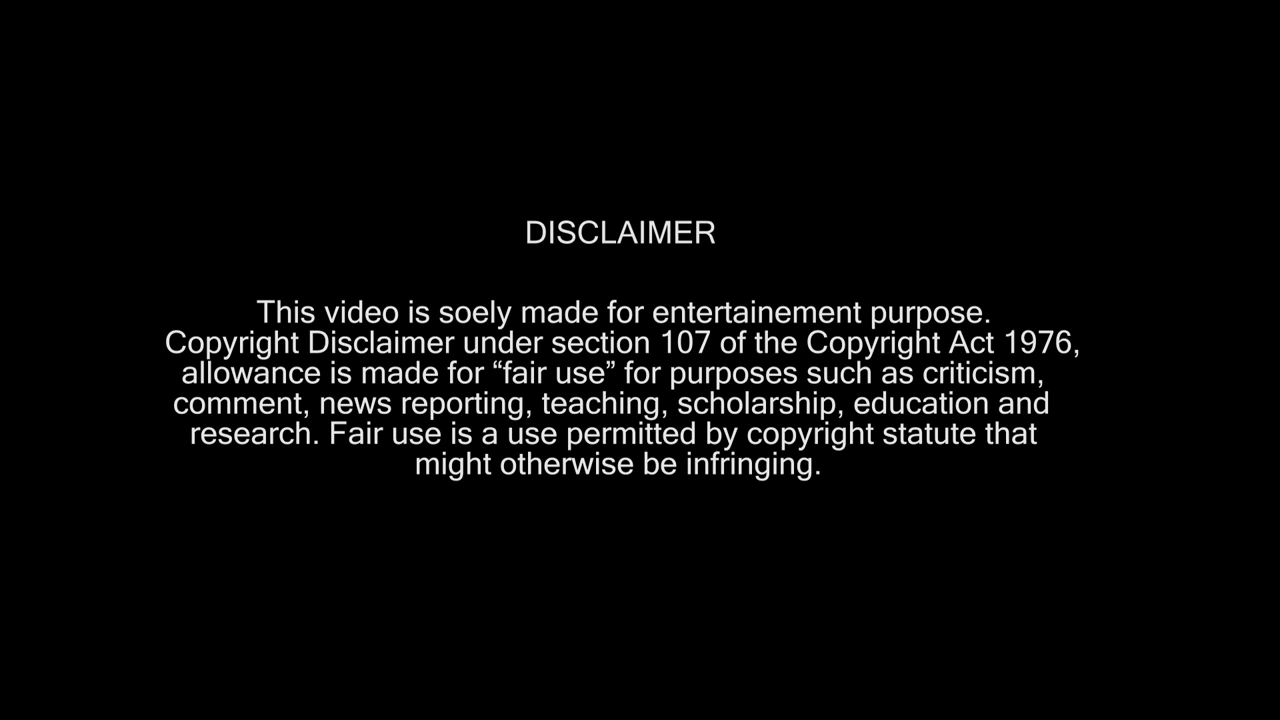 DISCLAIMER
This video is soely made for entertainement purpose.
Copyright Disclaimer under section 107 of the Copyright Act 1976,
allowance is made for “fair use” for purposes such as criticism,
comment, news reporting, teaching, scholarship, education and
research. Fair use is a use permitted by copyright statute that
might otherwise be infringing.